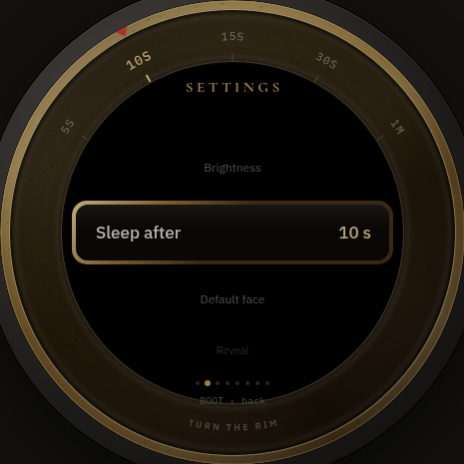 5S
10S
15S
30S
1M
SETTINGS
Brightness
Sleep after 10 s
Default face
Reveal
BOOT : back
TURN THE RIM